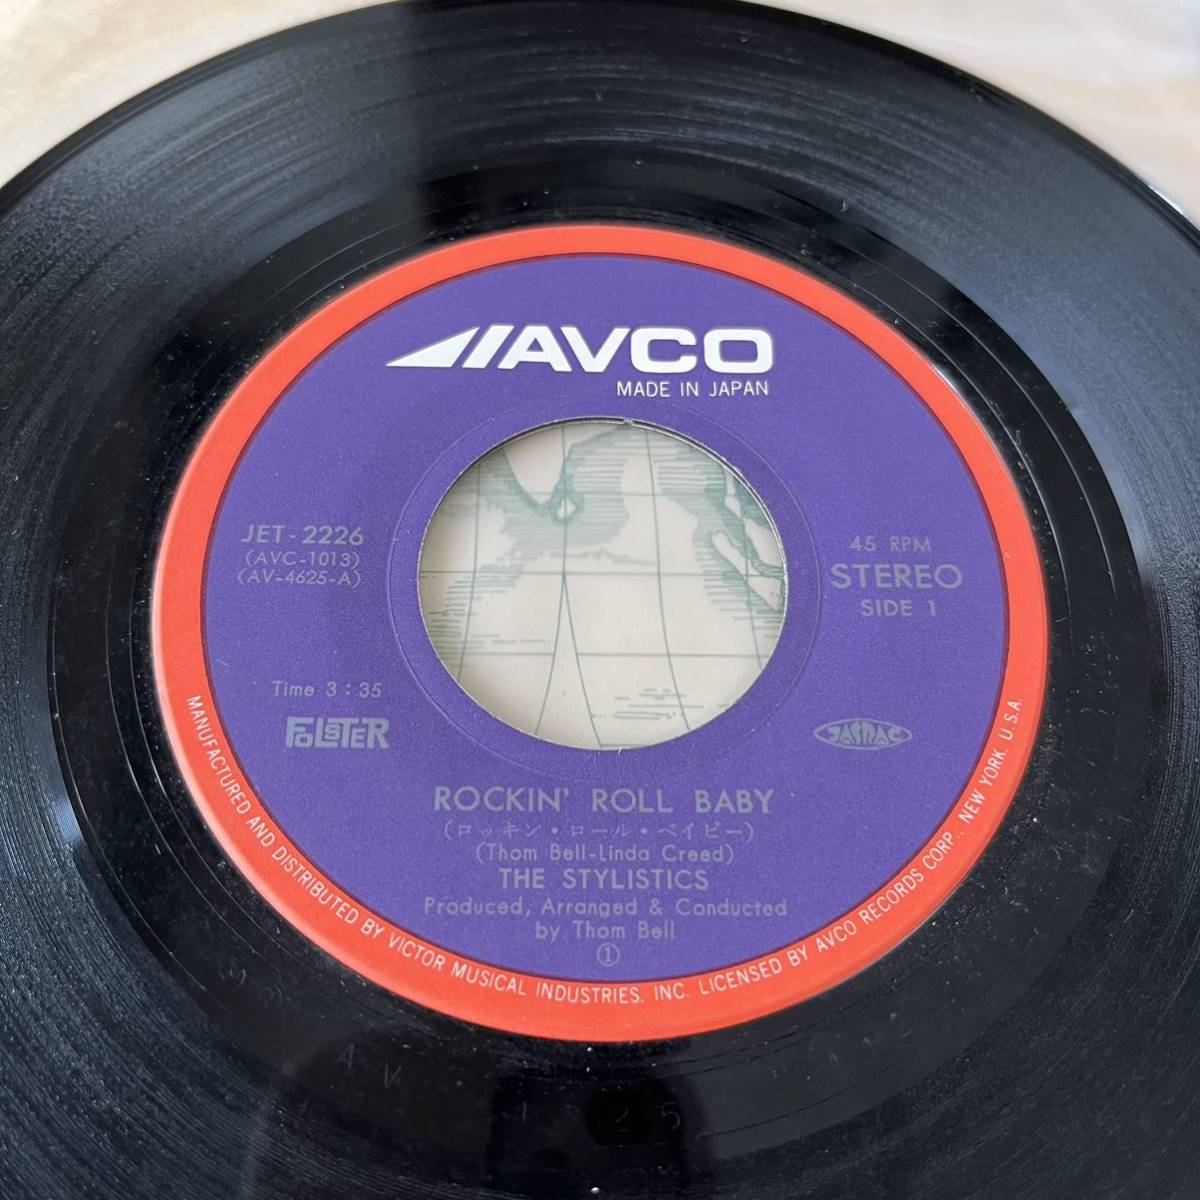 AVCO
MADE IN JAPAN
JET-2226
(AVC-1013)
(AV-4625-A)
45 RPM
STEREO
SIDE 1
Time 3:35
FOLSTER
JASRAC
ROCKIN' ROLL BABY
(ロッキン・ロール・ベイビー)
(Thom Bell-Linda Creed)
THE STYLISTICS
Produced, Arranged & Conducted
by Thom Bell
①
MANUFACTURED AND DISTRIBUTED BY VICTOR MUSICAL INDUSTRIES, INC. LICENSED BY AVCO RECORDS CORP., NEW YORK, U.S.A.